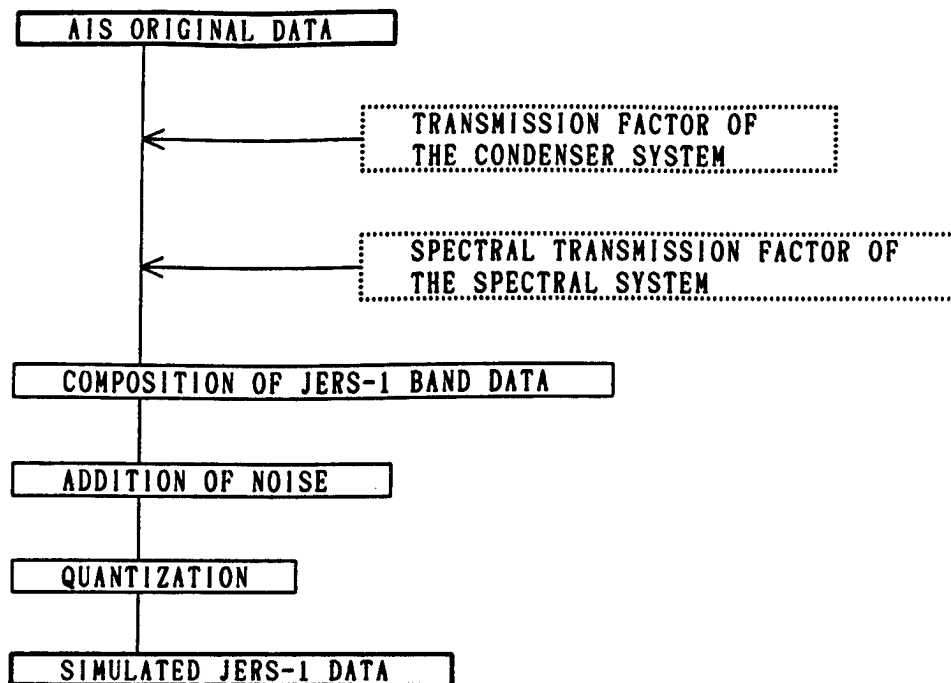 AIS ORIGINAL DATA
TRANSMISSION FACTOR OF
THE CONDENSER SYSTEM
SPECTRAL TRANSMISSION FACTOR OF
THE SPECTRAL SYSTEM
COMPOSITION OF JERS-1 BAND DATA
ADDITION OF NOISE
QUANTIZATION
SIMULATED JERS-1 DATA